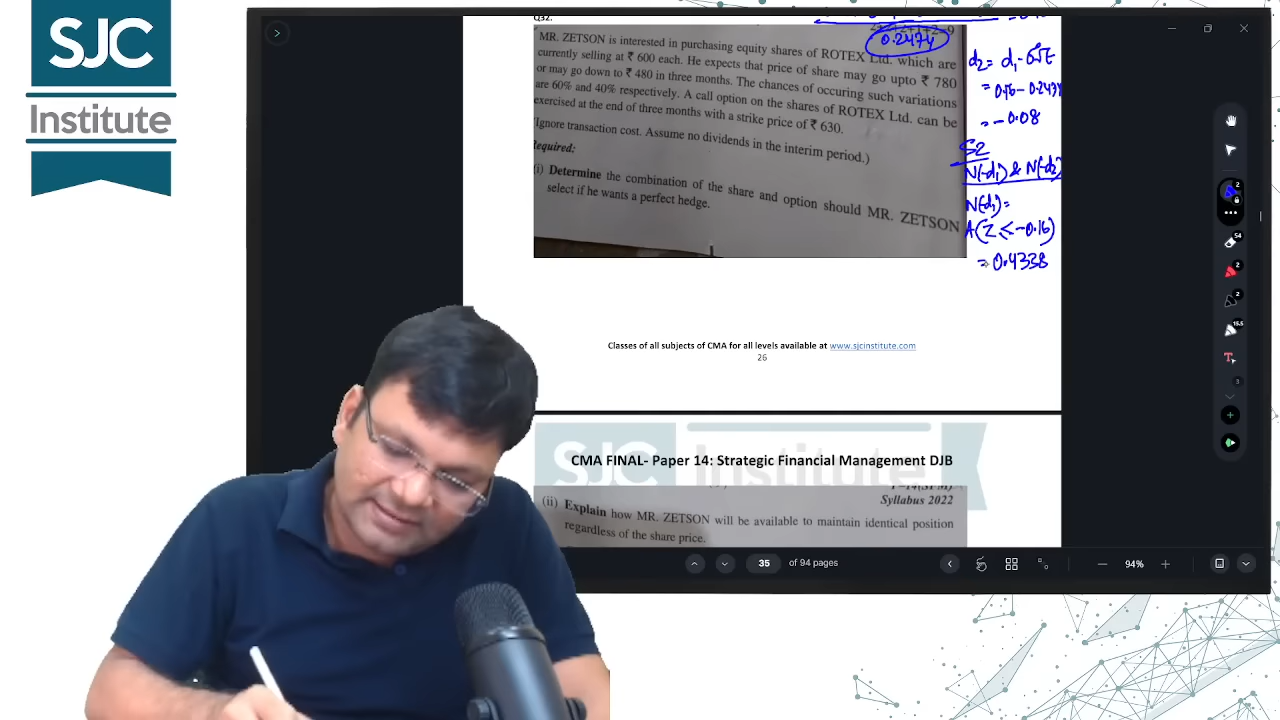 SJC
Institute
Q32.
0.2474
MR. ZETSON is interested in purchasing equity shares of ROTEX Ltd. which are
currently selling at ₹ 600 each. He expects that price of share may go upto ₹ 780
or may go down to ₹ 480 in three months. The chances of occuring such variations
are 60% and 40% respectively. A call option on the shares of ROTEX Ltd. can be
exercised at the end of three months with a strike price of ₹ 630.
(Ignore transaction cost. Assume no dividends in the interim period.)
Required:
(i) Determine the combination of the share and option should MR. ZETSON
select if he wants a perfect hedge.
d2 = d1 - σ√t
= 0.16 - 0.2474
= -0.08
S2
N(-d1) & N(-d2)
N(-d1) =
A(Z ≤ -0.16)
= 0.4338
Classes of all subjects of CMA for all levels available at www.sjcinstitute.com
26
SJC Institute
CMA FINAL- Paper 14: Strategic Financial Management DJB
P-14(SFM)
Syllabus 2022
(ii) Explain how MR. ZETSON will be available to maintain identical position
regardless of the share price.
35 of 94 pages
94%